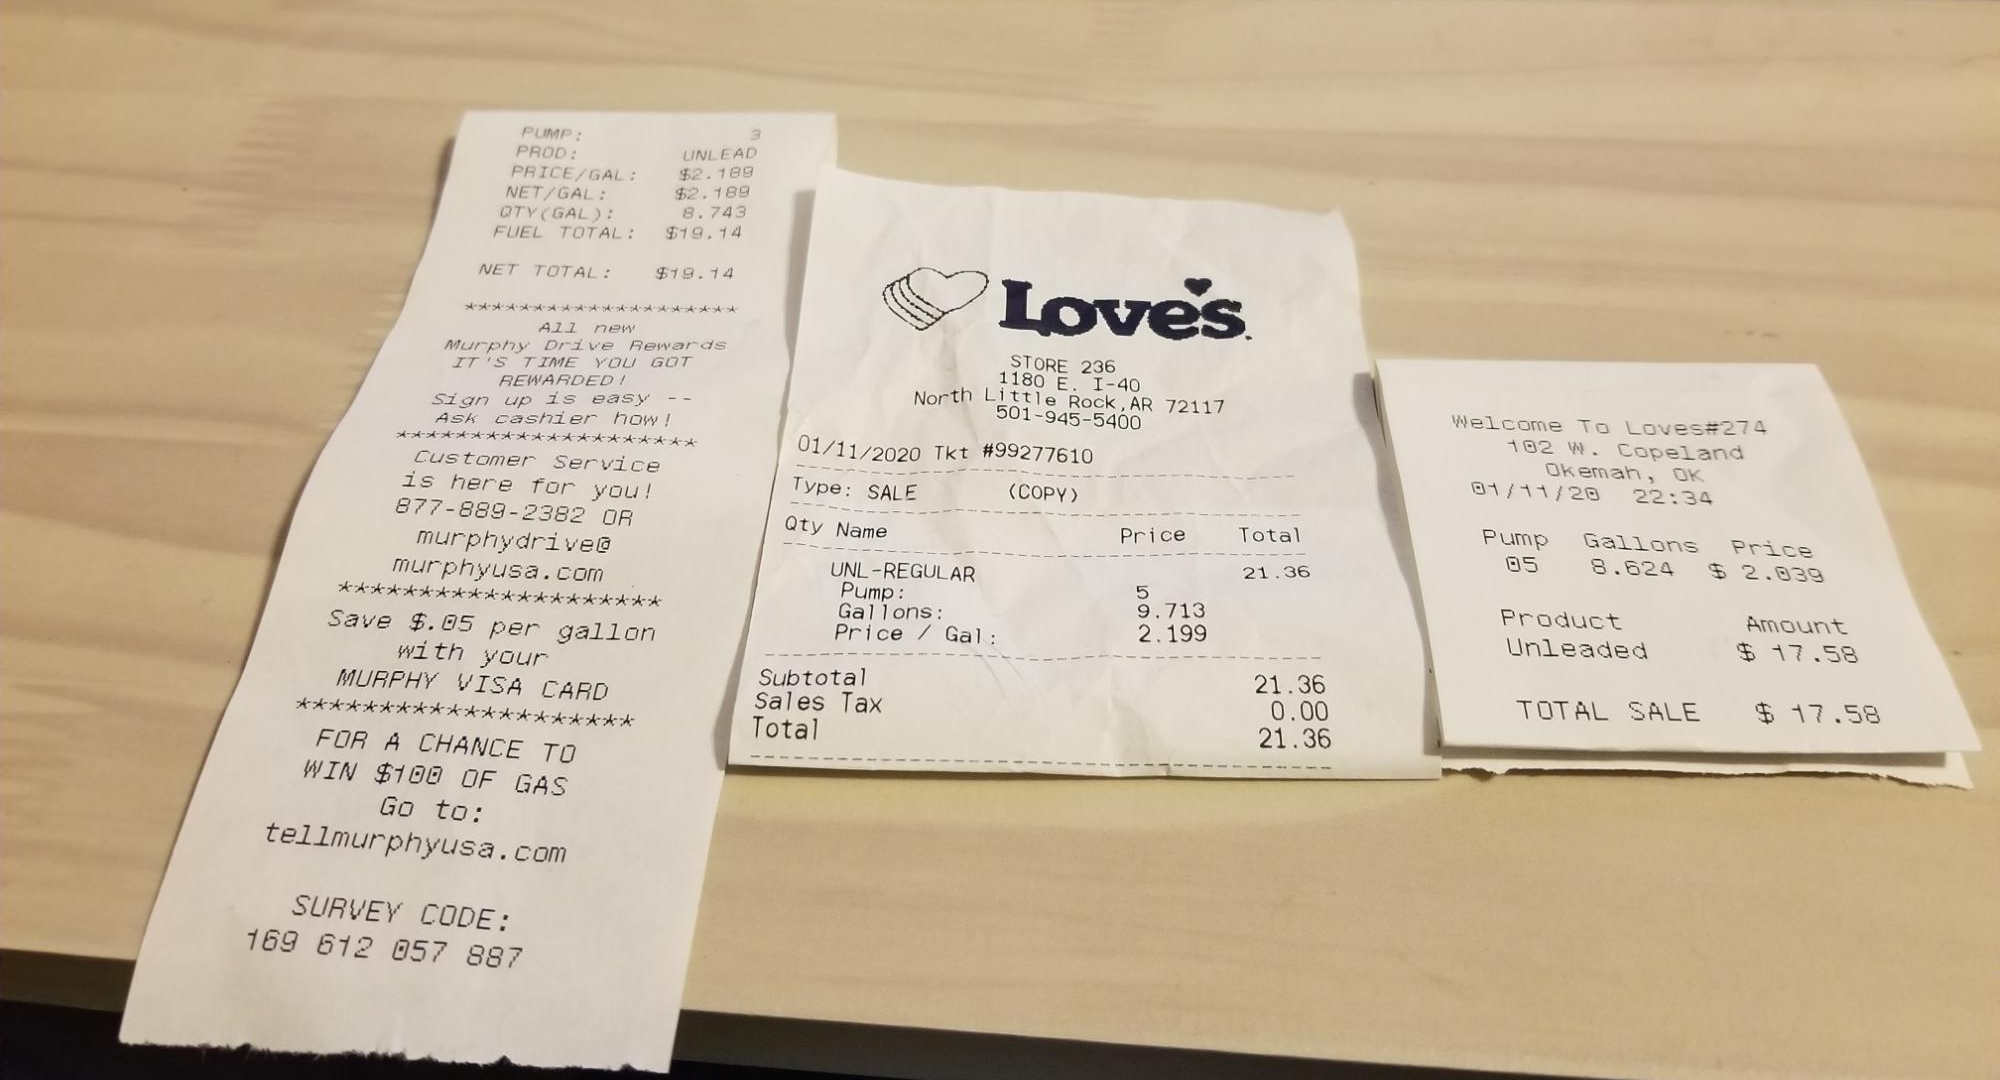 PUMP: 3
PROD: UNLEAD
PRICE/GAL: $2.189
NET/GAL: $2.189
QTY(GAL): 8.743
FUEL TOTAL: $19.14
NET TOTAL: $19.14
********************
All new
Murphy Drive Rewards
IT'S TIME YOU GOT
REWARDED!
Sign up is easy --
Ask cashier how!
********************
Customer Service
is here for you!
877-889-2382 OR
murphydrive@
murphyusa.com
********************
Save $.05 per gallon
with your
MURPHY VISA CARD
********************
FOR A CHANCE TO
WIN $100 OF GAS
Go to:
tellmurphyusa.com
SURVEY CODE:
169 612 057 887
Love's
STORE 236
1180 E. I-40
North Little Rock,AR 72117
501-945-5400
01/11/2020 Tkt #99277610
Type: SALE (COPY)
Qty Name Price Total
UNL-REGULAR 21.36
Pump: 5
Gallons: 9.713
Price / Gal: 2.199
Subtotal 21.36
Sales Tax 0.00
Total 21.36
Welcome To Loves#274
102 W. Copeland
Okemah, OK
01/11/20 22:34
Pump Gallons Price
05 8.624 $ 2.039
Product Amount
Unleaded $ 17.58
TOTAL SALE $ 17.58